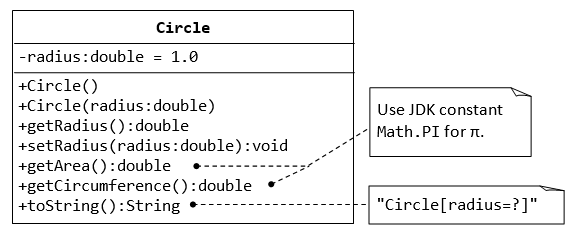 Circle
-radius:double = 1.0
+Circle()
+Circle(radius:double)
+getRadius():double
+setRadius(radius:double):void
+getArea():double
+getCircumference():double
+toString():String
Use JDK constant
Math.PI for π.
"Circle[radius=?]"